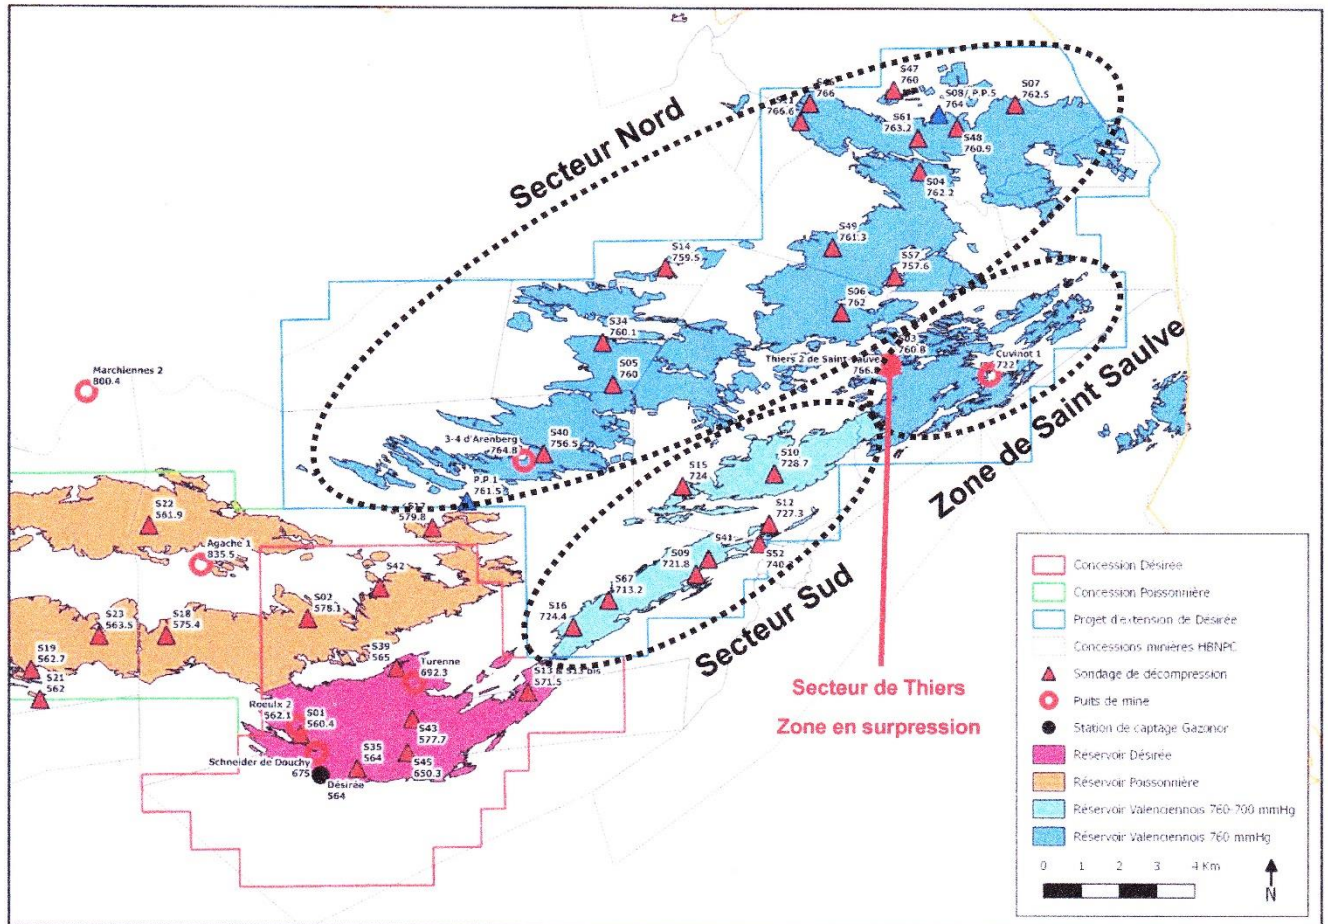 S47
760
S08/ P.P.5
764
S07
762.5
766
766.6
S61
763.2
S48
760.9
S04
762.2
Secteur Nord
S49
761.3
S14
759.5
S57
757.6
S06
762
S34
760.1
760.8
Thiers 2 de Saint-Saulve
Cuvinot 1
722
S05
760
Marchiennes 2
800.4
3-4 d'Arenberg
764.8
S40
756.5
P.P.1
761.5
S10
728.7
S15
724
S12
727.3
Zone de Saint Saulve
S22
561.9
579.8
Agache 1
835.5
S41
S52
S09
721.8
S42
S67
713.2
S02
578.1
S16
724.4
S23
563.5
S18
575.4
Secteur Sud
S19
562.7
S21
562
S39
565
Turenne
692.3
S13 & S13 bis
571.5
Secteur de Thiers
Zone en surpression
Roeulx 2
562.1
S01
560.4
S43
577.7
S35
564
S45
650.3
Schneider de Douchy
675
Désirée
564
Concession Désirée
Concession Poissonnière
Projet d'extension de Désirée
Concessions minières HBNPC
Sondage de décompression
Puits de mine
Station de captage Gazonor
Réservoir Désirée
Réservoir Poissonnière
Réservoir Valenciennois 760-700 mmHg
Réservoir Valenciennois 760 mmHg
0 1 2 3 4 Km
N